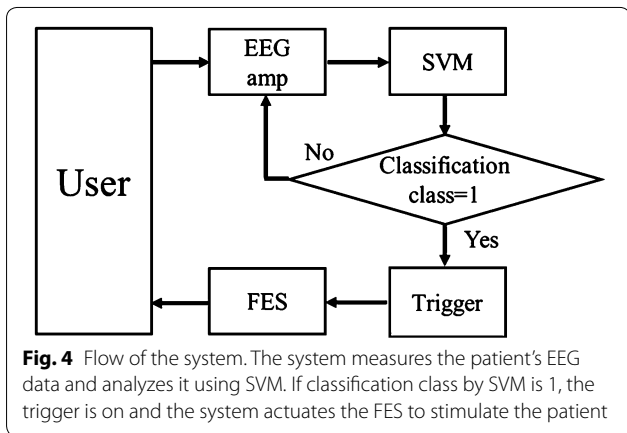 User
EEG
amp
SVM
Classification
class=1
No
Yes
Trigger
FES
Fig. 4 Flow of the system. The system measures the patient's EEG
data and analyzes it using SVM. If classification class by SVM is 1, the
trigger is on and the system actuates the FES to stimulate the patient